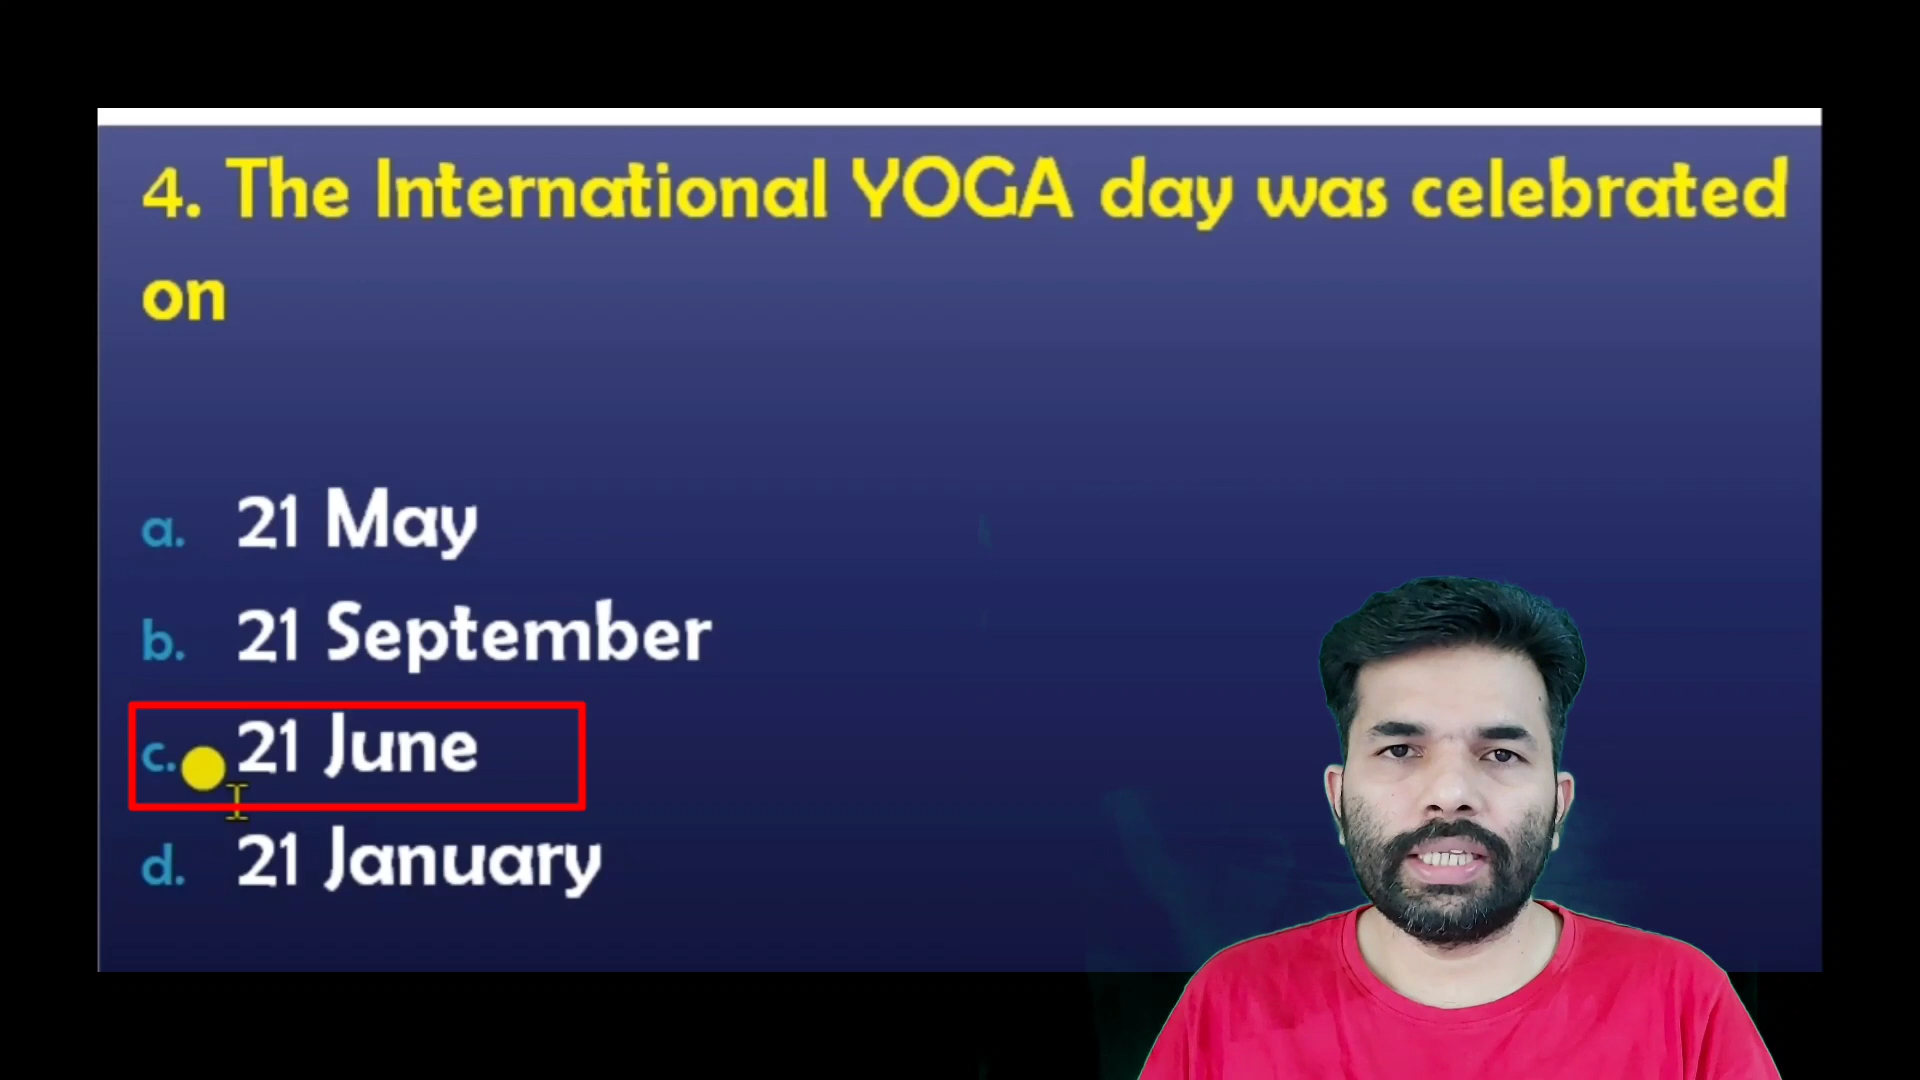 4. The International YOGA day was celebrated
on
a. 21 May
b. 21 September
c. 21 June
d. 21 January